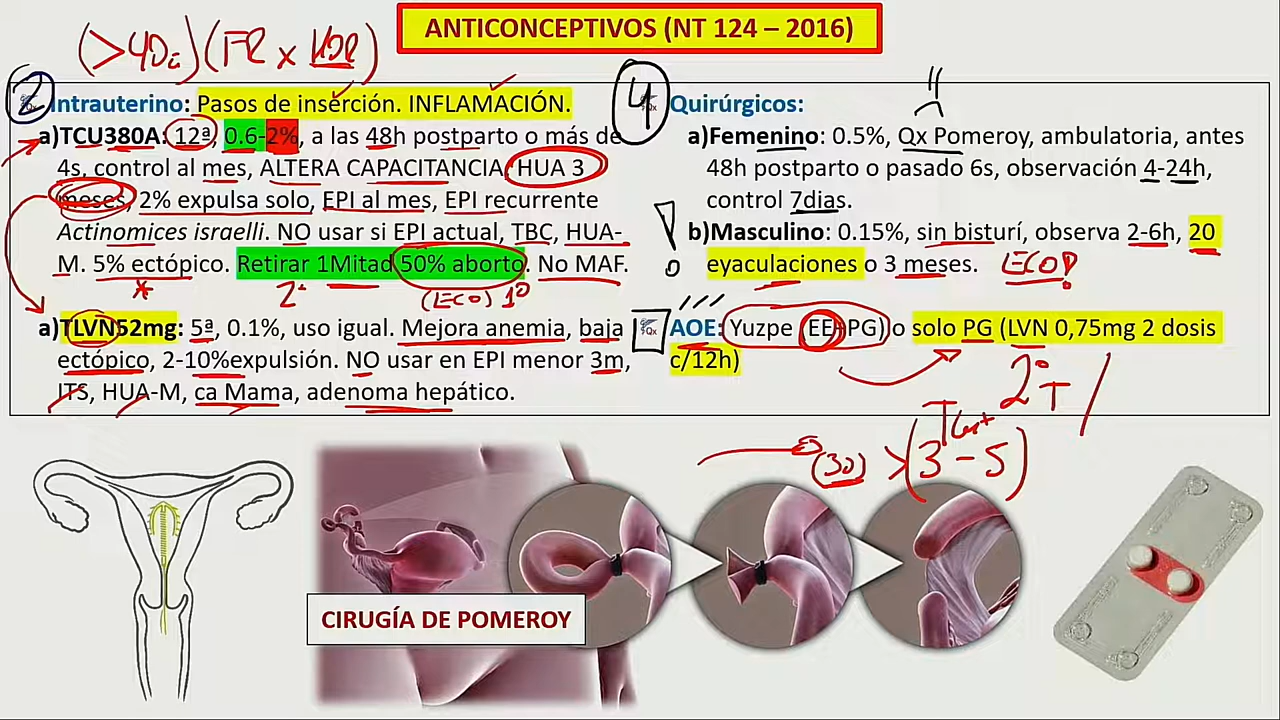 ANTICONCEPTIVOS (NT 124 – 2016)
(>40a)(FR x HDR)
2 Intrauterino: Pasos de inserción. INFLAMACIÓN.
a)TCU380A: 12ª, 0.6-2%, a las 48h postparto o más de
4s, control al mes, ALTERA CAPACITANCIA, HUA 3
meses, 2% expulsa solo, EPI al mes, EPI recurrente
Actinomices israelli. NO usar si EPI actual, TBC, HUA-
M. 5% ectópico. Retirar 1Mitad 50% aborto. No MAF.
2° (ECO) 1°
a)TLVN52mg: 5ª, 0.1%, uso igual. Mejora anemia, baja
ectópico, 2-10%expulsión. NO usar en EPI menor 3m,
ITS, HUA-M, ca Mama, adenoma hepático.
4 Quirúrgicos:
a)Femenino: 0.5%, Qx Pomeroy, ambulatoria, antes
48h postparto o pasado 6s, observación 4-24h,
control 7dias.
b)Masculino: 0.15%, sin bisturí, observa 2-6h, 20
eyaculaciones o 3 meses. ECO
Qx AOE: Yuzpe (EE+PG) o solo PG (LVN 0,75mg 2 dosis
c/12h)
2° T
(30) >(3-5)
CIRUGÍA DE POMEROY